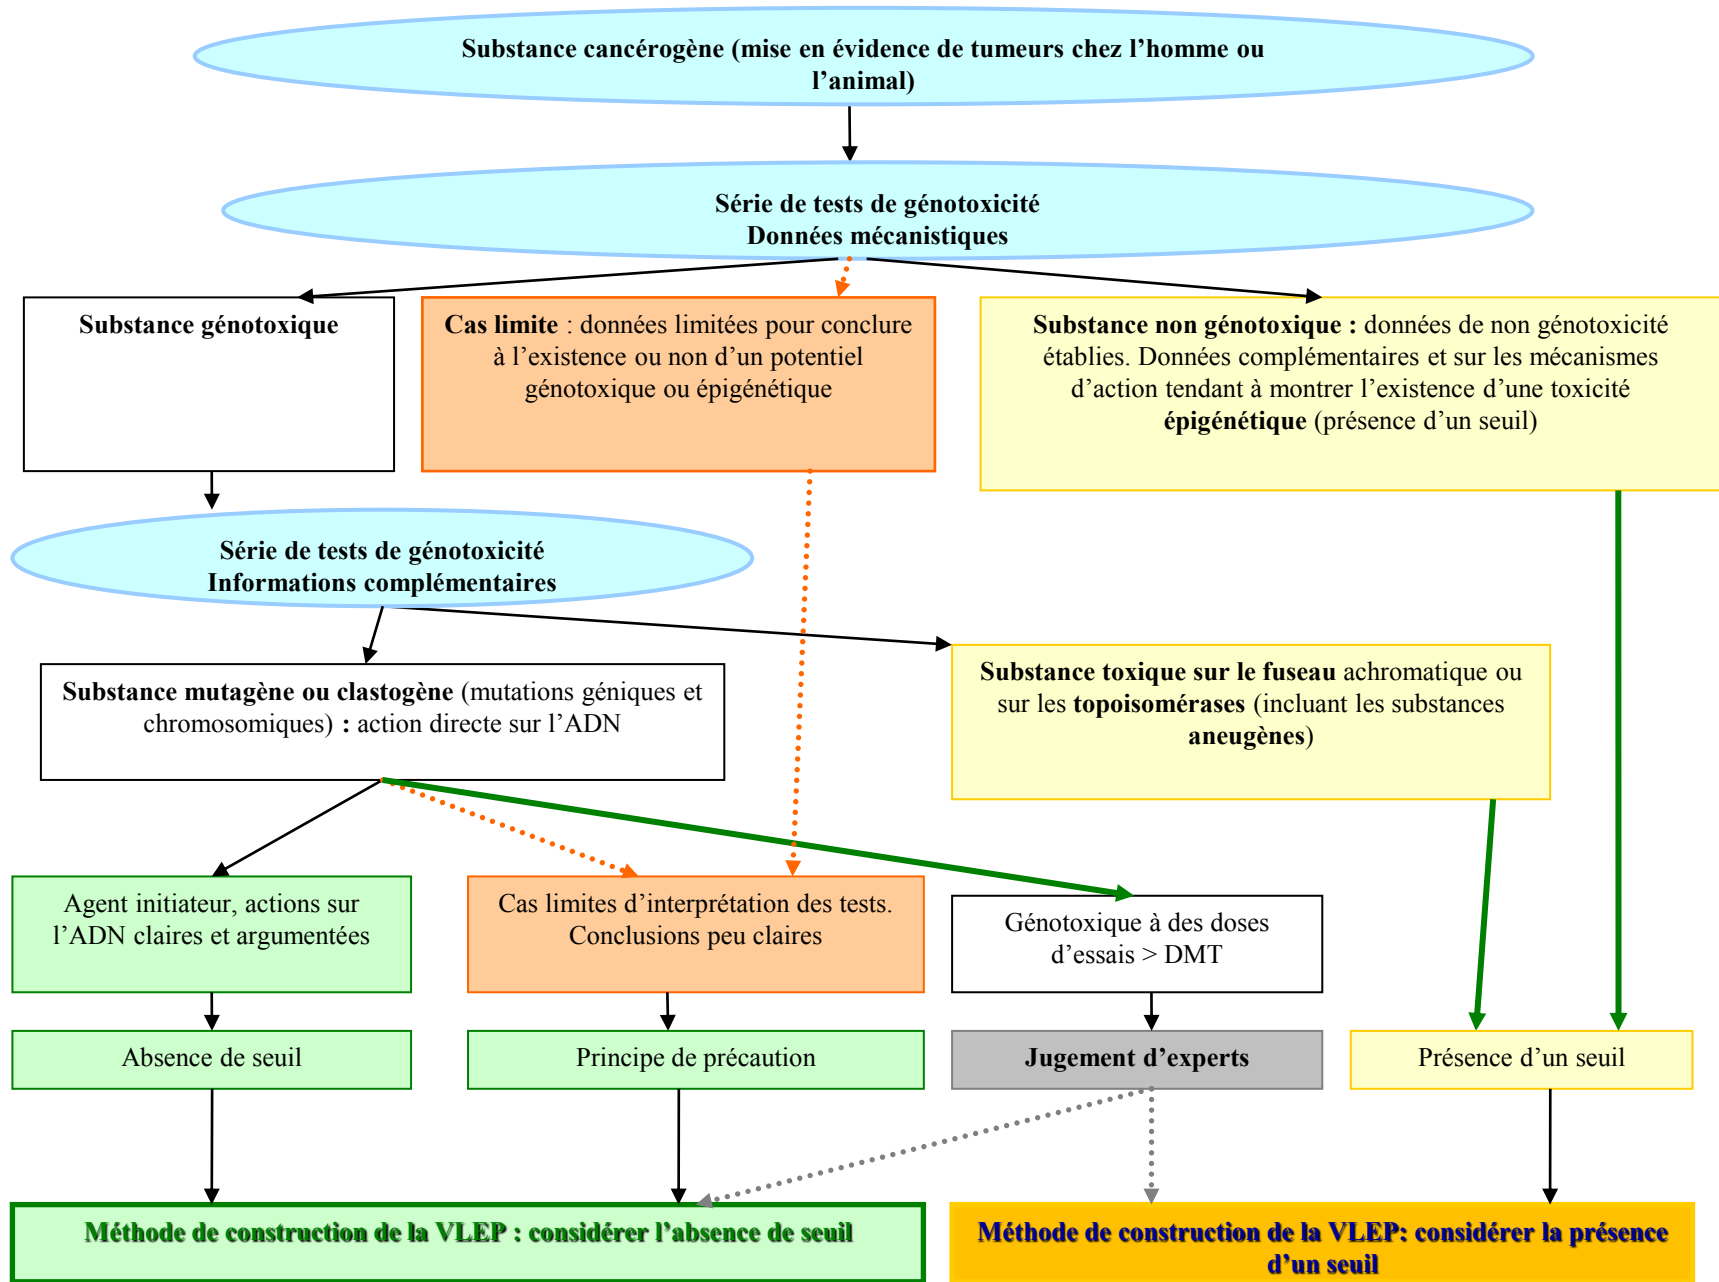 Substance cancérogène (mise en évidence de tumeurs chez l’homme ou
l’animal)
Série de tests de génotoxicité
Données mécanistiques
Substance génotoxique
Cas limite : données limitées pour conclure
à l’existence ou non d’un potentiel
génotoxique ou épigénétique
Substance non génotoxique : données de non génotoxicité
établies. Données complémentaires et sur les mécanismes
d’action tendant à montrer l’existence d’une toxicité
épigénétique (présence d’un seuil)
Série de tests de génotoxicité
Informations complémentaires
Substance mutagène ou clastogène (mutations géniques et
chromosomiques) : action directe sur l’ADN
Substance toxique sur le fuseau achromatique ou
sur les topoisomérases (incluant les substances
aneugènes)
Agent initiateur, actions sur
l’ADN claires et argumentées
Cas limites d’interprétation des tests.
Conclusions peu claires
Génotoxique à des doses
d’essais > DMT
Absence de seuil
Principe de précaution
Jugement d’experts
Présence d’un seuil
Méthode de construction de la VLEP : considérer l’absence de seuil
Méthode de construction de la VLEP: considérer la présence
d’un seuil